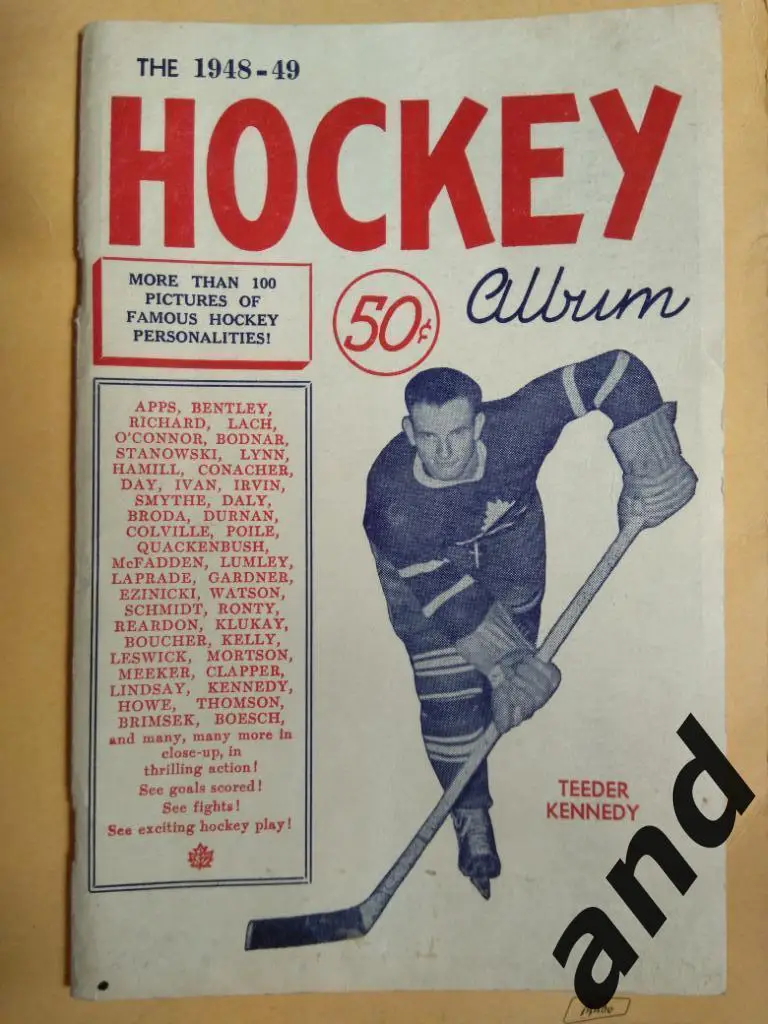 THE 1948-49
HOCKEY
Album
MORE THAN 100
PICTURES OF
FAMOUS HOCKEY
PERSONALITIES!
50¢
APPS, BENTLEY,
RICHARD, LACH,
O'CONNOR, BODNAR,
STANOWSKI, LYNN,
HAMILL, CONACHER,
DAY, IVAN, IRVIN,
SMYTHE, DALY,
BRODA, DURNAN,
COLVILLE, POILE,
QUACKENBUSH,
McFADDEN, LUMLEY,
LAPRADE, GARDNER,
EZINICKI, WATSON,
SCHMIDT, RONTY,
REARDON, KLUKAY,
BOUCHER, KELLY,
LESWICK, MORTSON,
MEEKER, CLAPPER,
LINDSAY, KENNEDY,
HOWE, THOMSON,
BRIMSEK, BOESCH,
and many, many more in
close-up, in
thrilling action!
See goals scored!
See fights!
See exciting hockey play!
TEEDER
KENNEDY
and